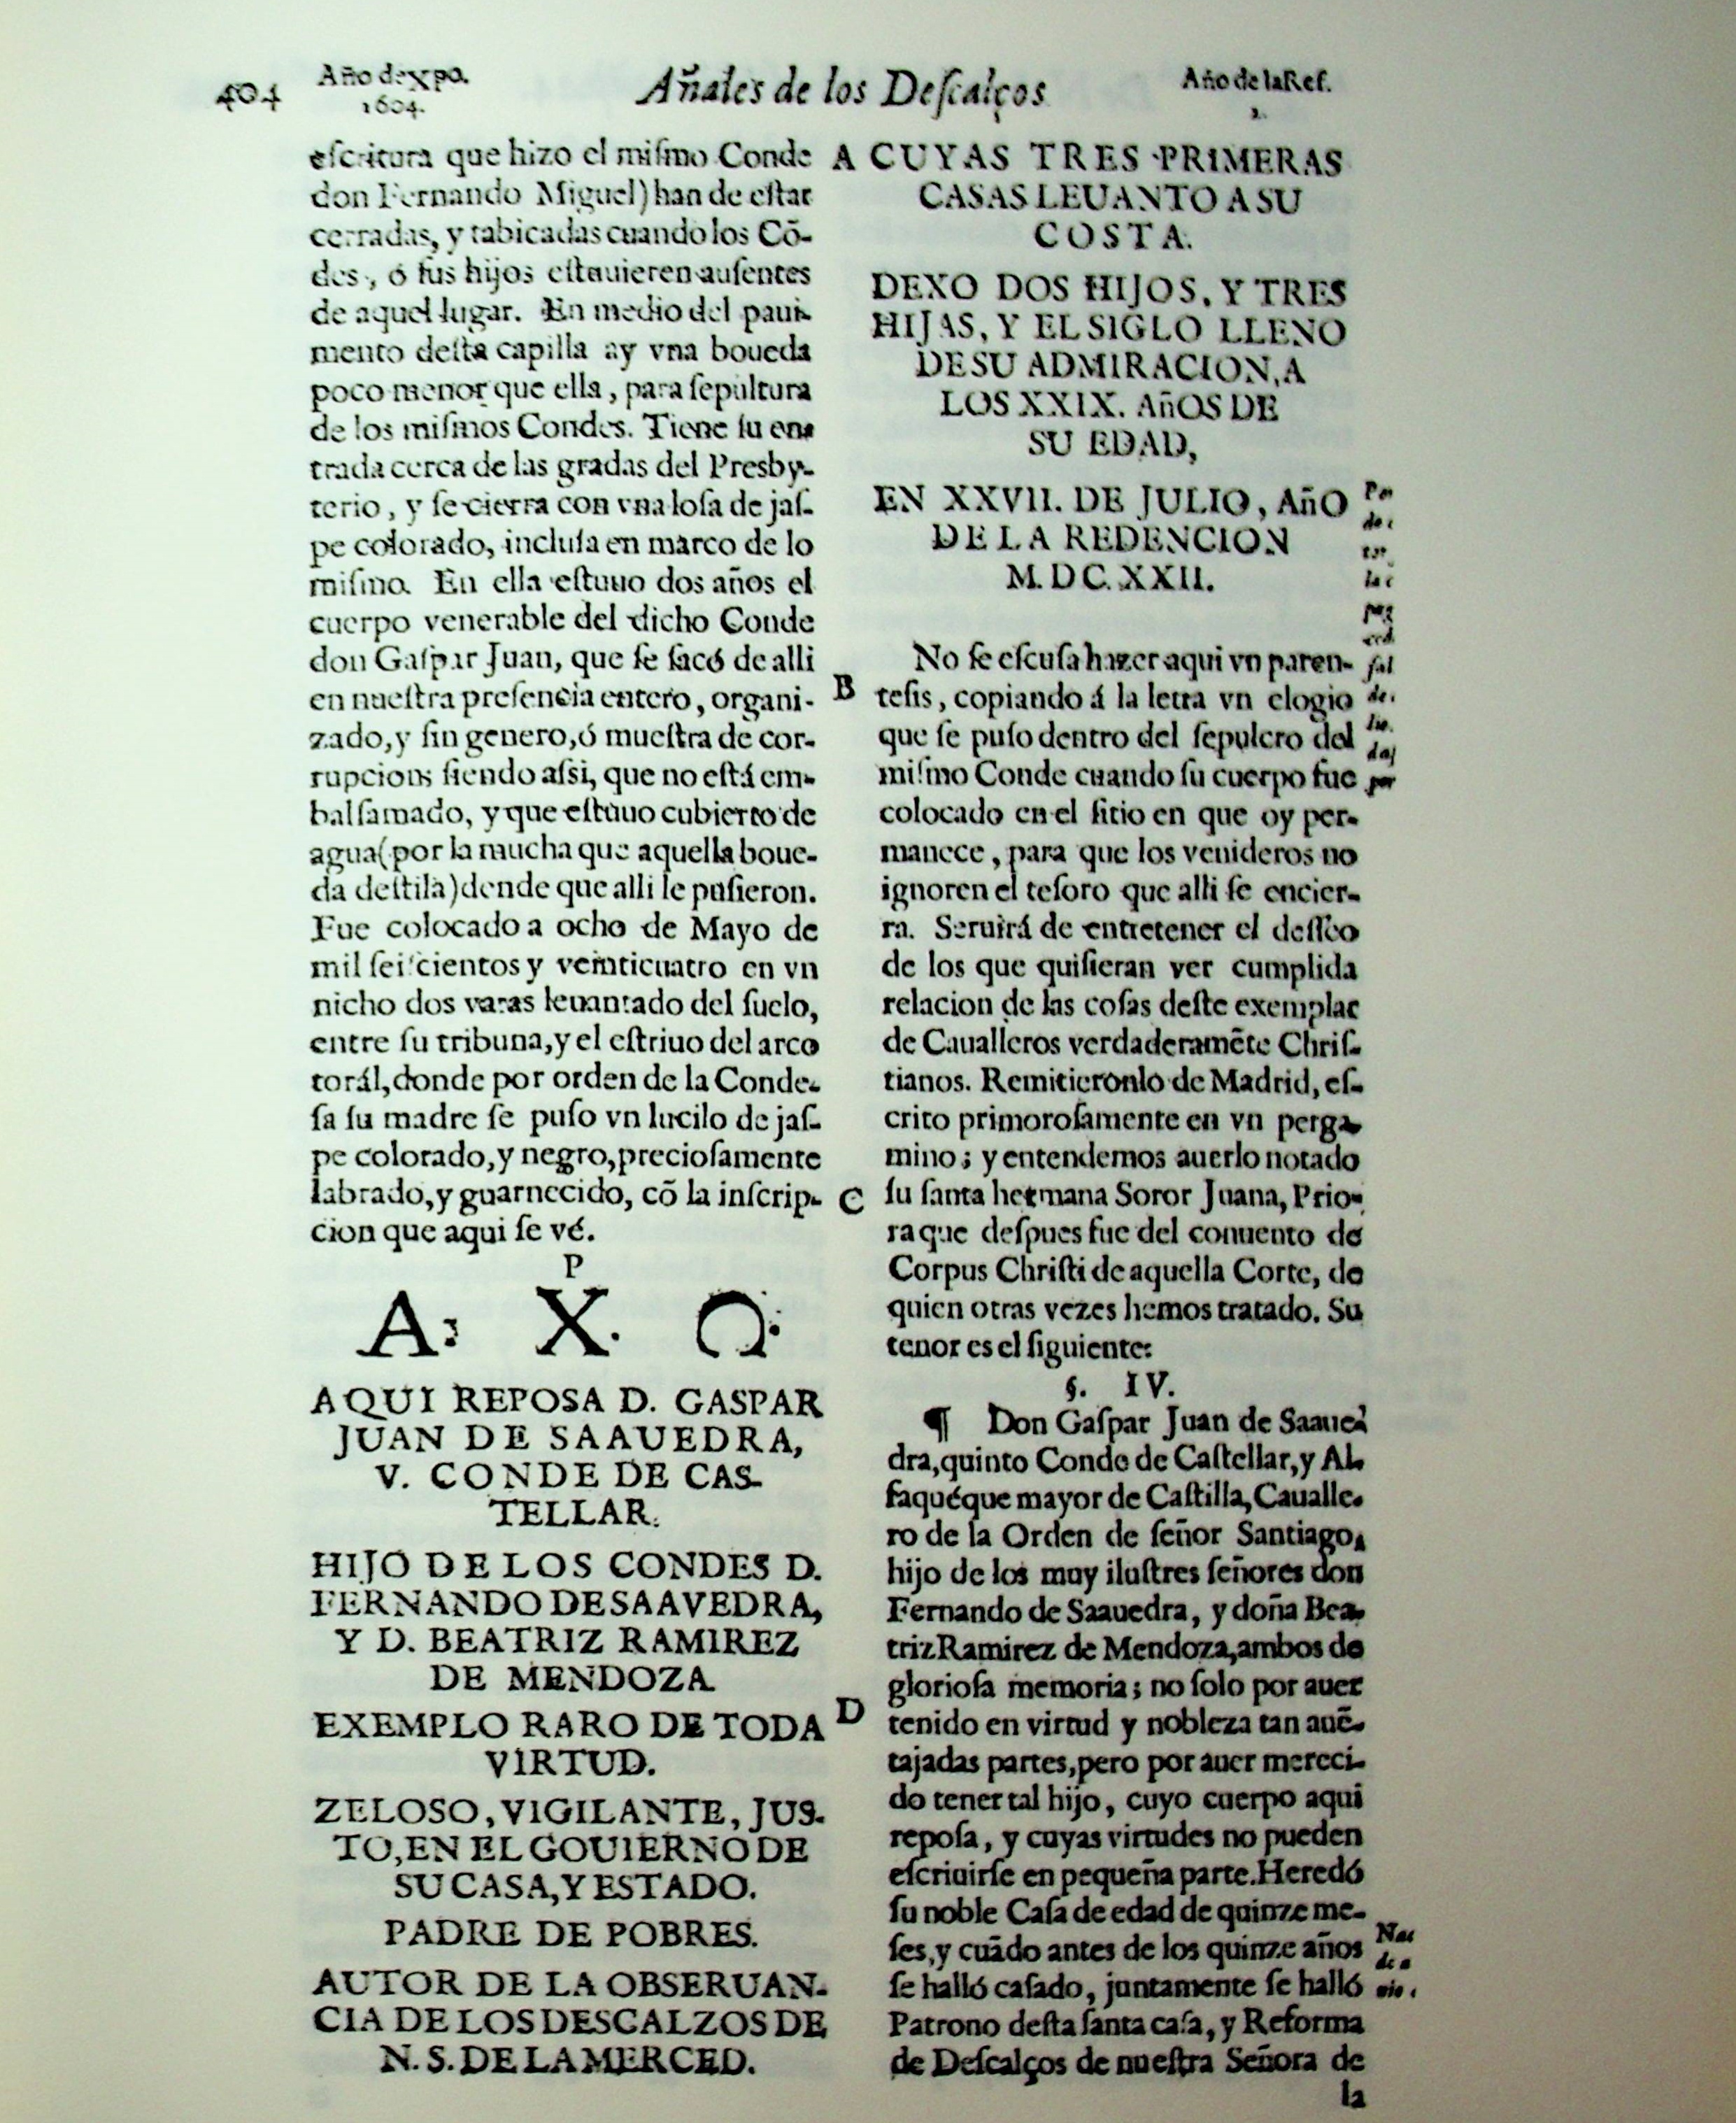 404 Año de Xpo. 1604. Añales de los Deſcalços Año de la Ref. 2.
eſcritura que hizo el miſmo Conde
don Fernando Miguel) han de eſtar
cerradas, y tabicadas cuando los Cō-
des, ó ſus hijos eſtuuieren auſentes
de aquel lugar. En medio del paui-
mento deſta capilla ay vna boueda
poco menor que ella, para ſepultura
de los miſmos Condes. Tiene ſu en-
trada cerca de las gradas del Presby-
terio, y ſe cierra con vna loſa de jaſ-
pe colorado, incluſa en marco de lo
miſmo. En ella eſtuuo dos años el
cuerpo venerable del dicho Conde
don Gaſpar Juan, que ſe ſacó de alli
en nueſtra preſencia entero, organi-
zado, y ſin genero, ó mueſtra de cor-
rupcion; ſiendo aſsi, que no eſtá em-
balſamado, y que eſtuuo cubierto de
agua (por la mucha que aquella boue-
da deſtila) dende que alli le puſieron.
Fue colocado a ocho de Mayo de
mil ſeiſcientos y veinticuatro en vn
nicho dos varas leuantado del ſuelo,
entre ſu tribuna, y el eſtriuo del arco
torál, donde por orden de la Conde-
ſa ſu madre ſe puſo vn lucilo de jaſ-
pe colorado, y negro, precioſamente
labrado, y guarnecido, cō la inſcrip-
cion que aqui ſe vé.
P
A: X. Ω:
AQUI REPOSA D. GASPAR
JUAN DE SAAUEDRA,
V. CONDE DE CAS-
TELLAR.
HIJO DE LOS CONDES D.
FERNANDO DE SAAVEDRA,
Y D. BEATRIZ RAMIREZ
DE MENDOZA
EXEMPLO RARO DE TODA
VIRTUD.
ZELOSO, VIGILANTE, JUS-
TO, EN EL GOUIERNO DE
SU CASA, Y ESTADO.
PADRE DE POBRES.
AUTOR DE LA OBSERUAN-
CIA DE LOS DESCALZOS DE
N. S. DE LA MERCED.
A CUYAS TRES PRIMERAS
CASAS LEUANTO A SU
COSTA.
DEXO DOS HIJOS, Y TRES
HIJAS, Y EL SIGLO LLENO
DE SU ADMIRACION, A
LOS XXIX. AñOS DE
SU EDAD,
EN XXVII. DE JULIO, AñO
DE LA REDENCION
M. DC. XXII.
No ſe eſcuſa hazer aqui vn paren-
B teſis, copiando á la letra vn elogio
que ſe puſo dentro del ſepulcro del
miſmo Conde cuando ſu cuerpo fue
colocado en el ſitio en que oy per-
manece, para que los venideros no
ignoren el teſoro que alli ſe encier-
ra. Seruirá de entretener el deſſeo
de los que quiſieran ver cumplida
relacion de las coſas deſte exemplar
de Caualleros verdaderamēte Chriſ-
tianos. Remitieronlo de Madrid, eſ-
crito primoroſamente en vn perga-
mino; y entendemos auerlo notado
C ſu ſanta hermana Soror Juana, Prio-
ra que deſpues fue del conuento de
Corpus Chriſti de aquella Corte, de
quien otras vezes hemos tratado. Su
tenor es el ſiguiente:
§. IV.
¶ Don Gaſpar Juan de Saaue-
dra, quinto Conde de Caſtellar, y Al-
faquéque mayor de Caſtilla, Caualle-
ro de la Orden de ſeñor Santiago,
hijo de los muy iluſtres ſeñores don
Fernando de Saauedra, y doña Bea-
triz Ramirez de Mendoza, ambos de
glorioſa memoria; no ſolo por auer
D tenido en virtud y nobleza tan auē-
tajadas partes, pero por auer mereci-
do tener tal hijo, cuyo cuerpo aqui
repoſa, y cuyas virtudes no pueden
eſcriuirſe en pequeña parte. Heredó
ſu noble Caſa de edad de quinze me-
ſes, y cuādo antes de los quinze años
ſe halló caſado, juntamente ſe halló
Patrono deſta ſanta caſa, y Reforma
de Deſcalços de nueſtra Señora de
la